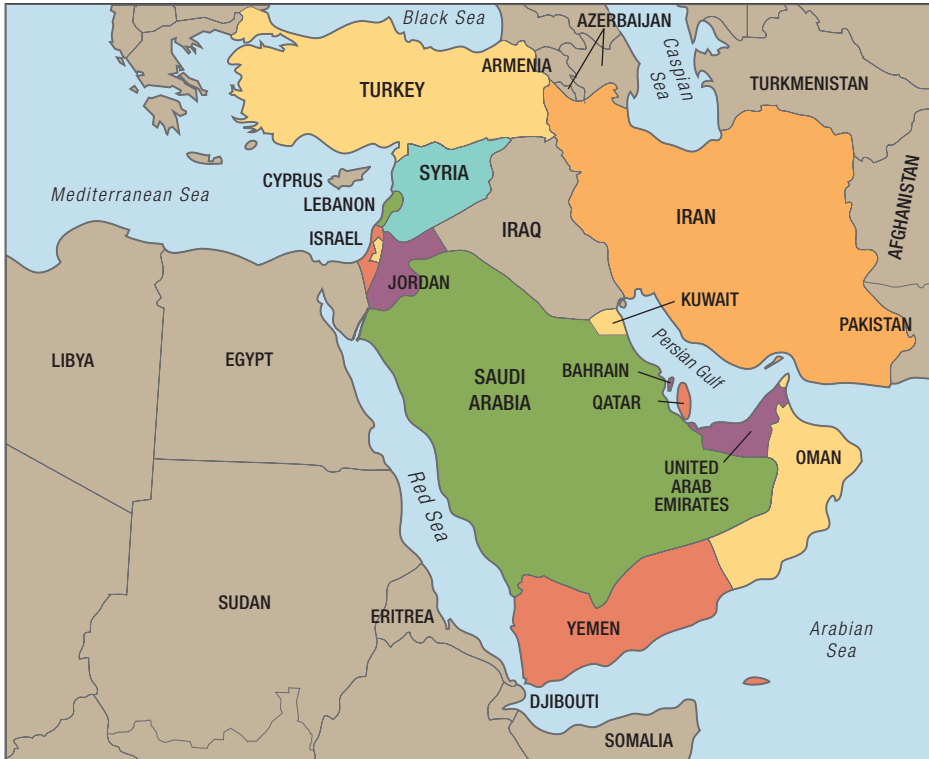 Black Sea
AZERBAIJAN
Caspian
Sea
ARMENIA
TURKEY
TURKMENISTAN
SYRIA
CYPRUS
Mediterranean Sea
LEBANON
IRAN
AFGHANISTAN
IRAQ
ISRAEL
JORDAN
KUWAIT
PAKISTAN
Persian Gulf
LIBYA
EGYPT
SAUDI
ARABIA
BAHRAIN
QATAR
OMAN
UNITED
ARAB
EMIRATES
Red Sea
SUDAN
ERITREA
YEMEN
Arabian
Sea
DJIBOUTI
SOMALIA